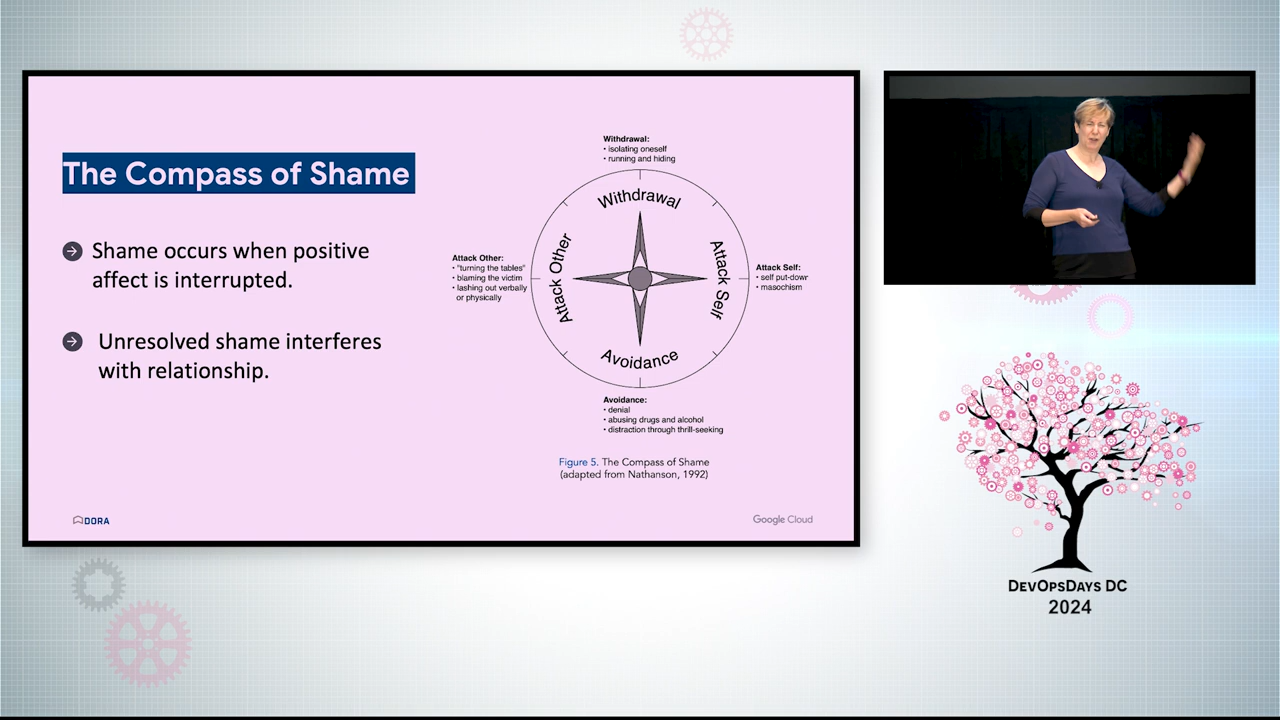 The Compass of Shame
Shame occurs when positive
affect is interrupted.
Unresolved shame interferes
with relationship.
Withdrawal:
• isolating oneself
• running and hiding
Withdrawal
Attack Other:
• "turning the tables"
• blaming the victim
• lashing out verbally
or physically
Attack Other
Attack Self
Attack Self:
• self put-down
• masochism
Avoidance
Avoidance:
• denial
• abusing drugs and alcohol
• distraction through thrill-seeking
Figure 5. The Compass of Shame
(adapted from Nathanson, 1992)
DORA
Google Cloud
DevOpsDays DC
2024